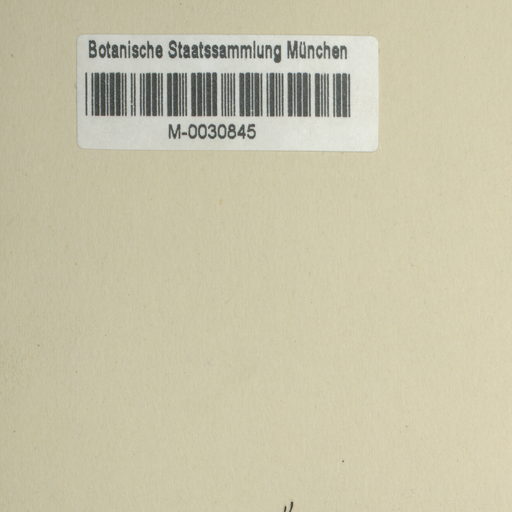 Botanische Staatssammlung München
M-0030845